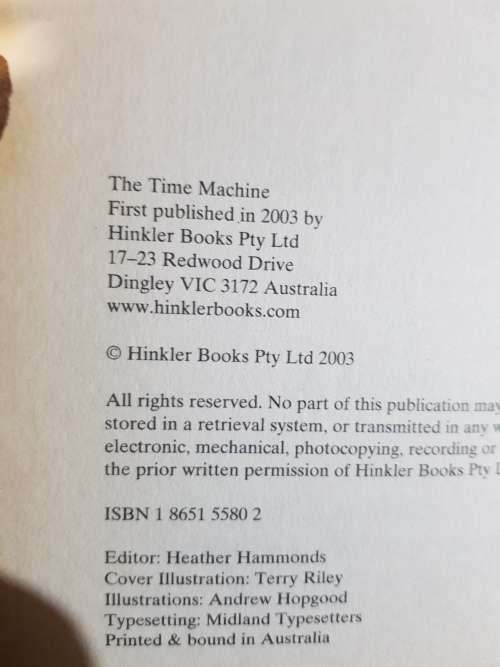 The Time Machine
First published in 2003 by
Hinkler Books Pty Ltd
17–23 Redwood Drive
Dingley VIC 3172 Australia
www.hinklerbooks.com
© Hinkler Books Pty Ltd 2003
All rights reserved. No part of this publication may
stored in a retrieval system, or transmitted in any
electronic, mechanical, photocopying, recording or
the prior written permission of Hinkler Books Pty
ISBN 1 8651 5580 2
Editor: Heather Hammonds
Cover Illustration: Terry Riley
Illustrations: Andrew Hopgood
Typesetting: Midland Typesetters
Printed & bound in Australia